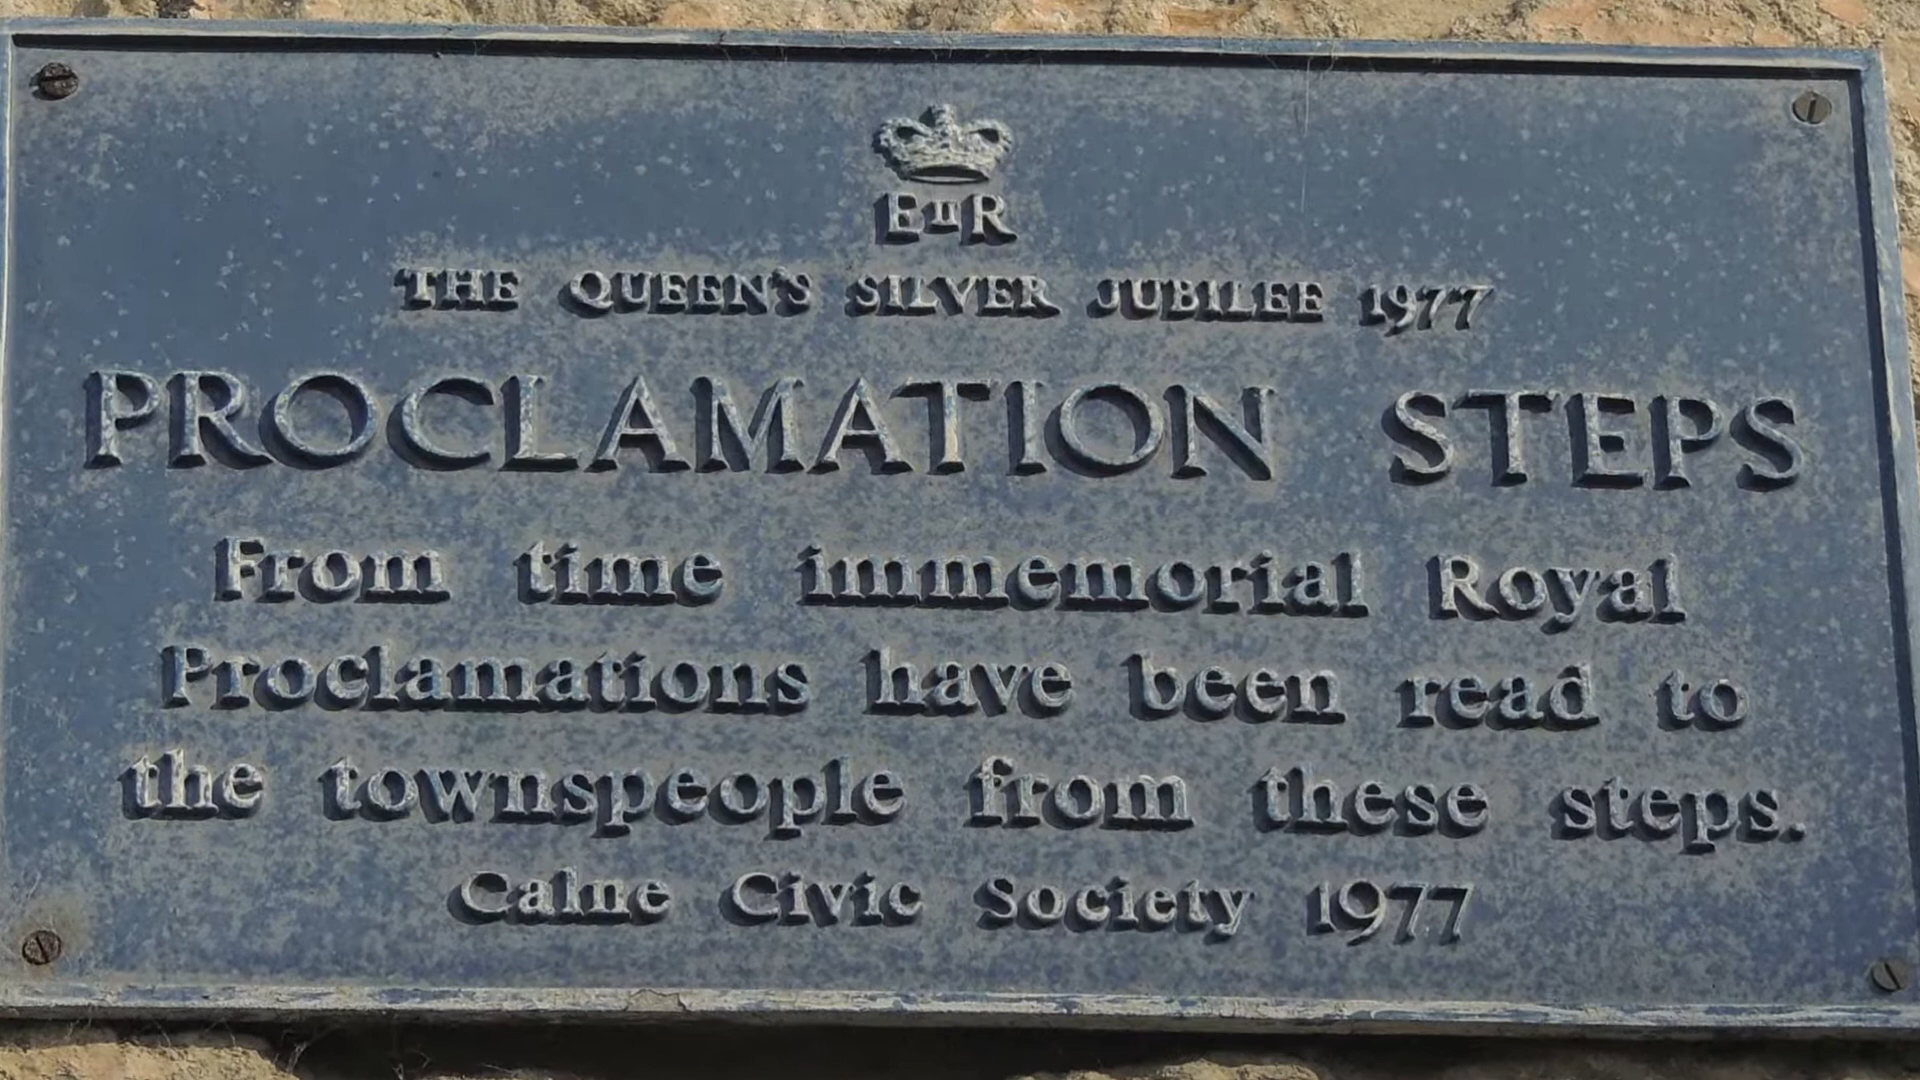 EIIR
THE QUEEN'S SILVER JUBILEE 1977
PROCLAMATION STEPS
From time immemorial Royal
Proclamations have been read to
the townspeople from these steps.
Calne Civic Society 1977